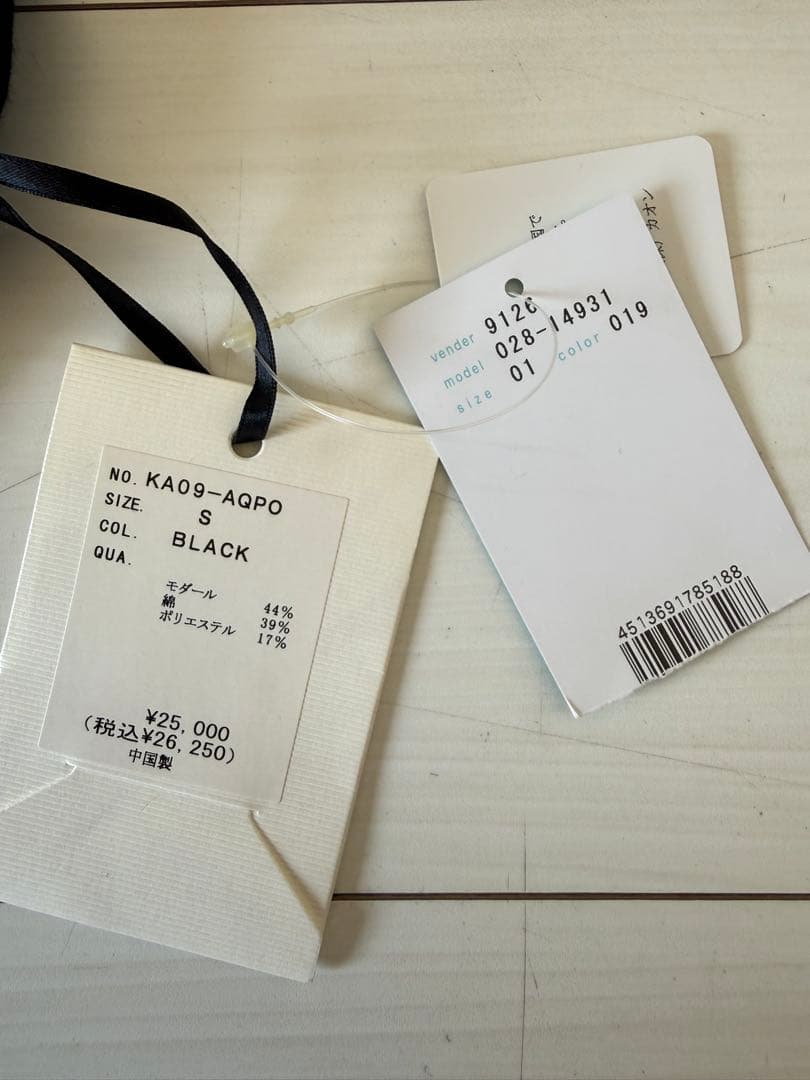 NO. KA09-AQPO
SIZE. S
COL. BLACK
QUA.
モダール 44%
綿 39%
ポリエステル 17%
¥25,000
(税込¥26,250)
中国製
vender 9126
model 028-14931
size 01 color 019
4513691785188